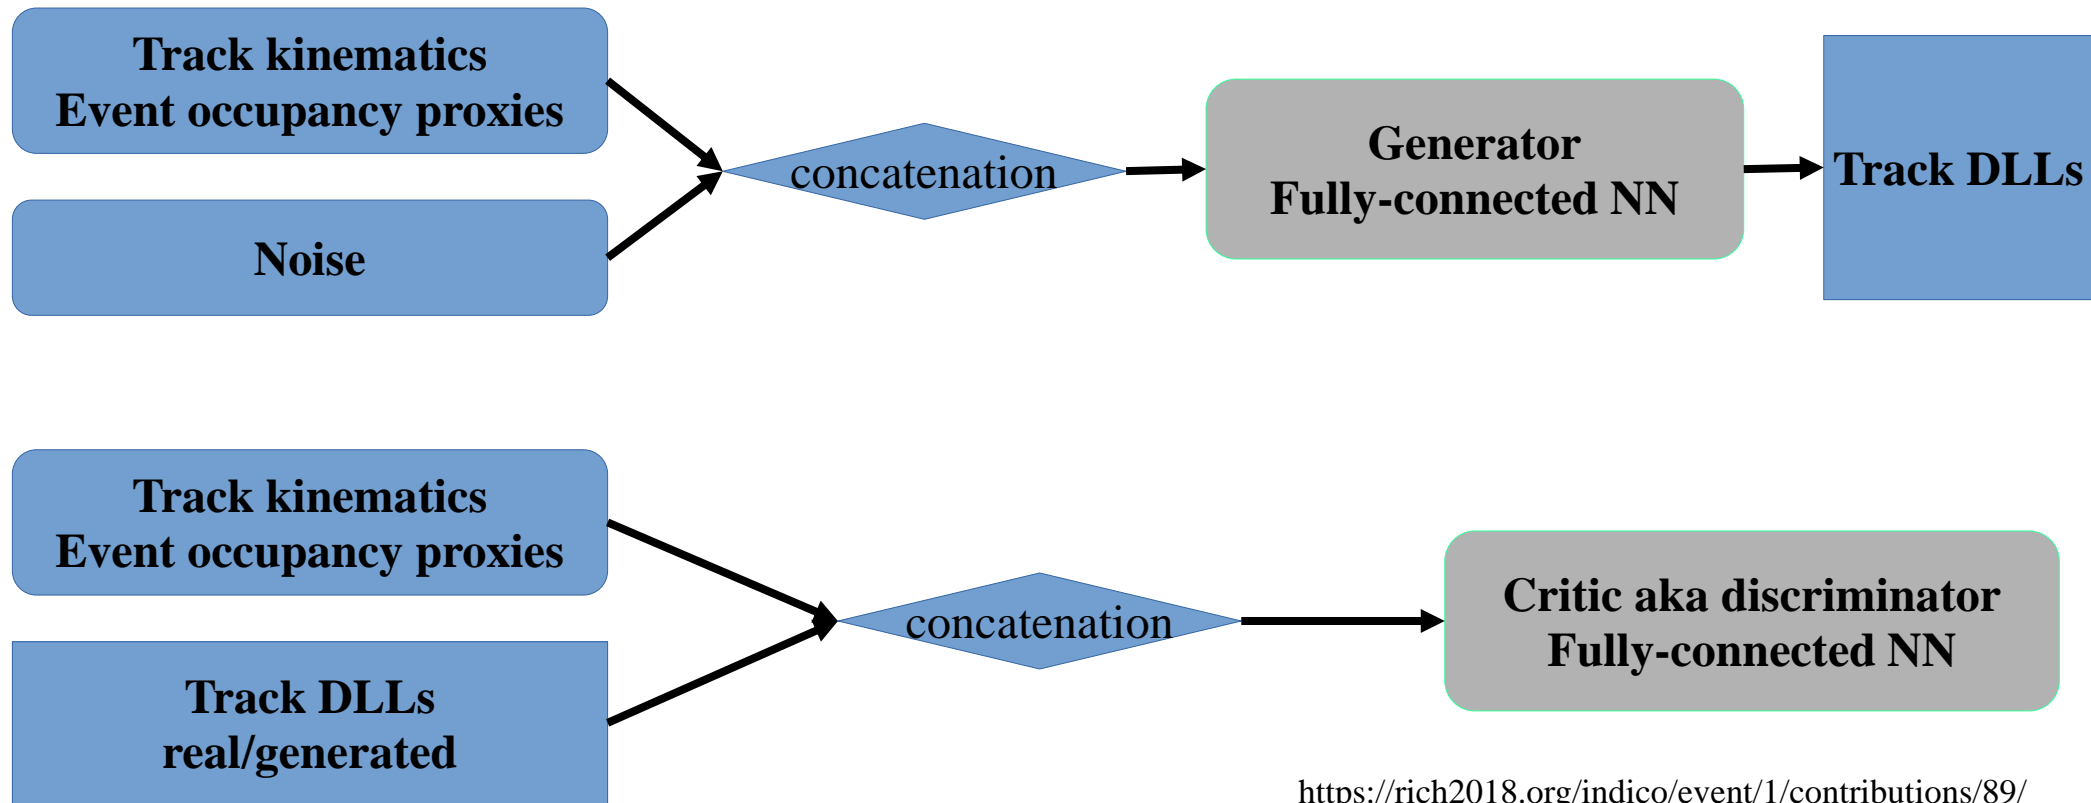 Track kinematics
Event occupancy proxies
Noise
concatenation
Generator
Fully-connected NN
Track DLLs
Track kinematics
Event occupancy proxies
Track DLLs
real/generated
concatenation
Critic aka discriminator
Fully-connected NN
https://rich2018.org/indico/event/1/contributions/89/